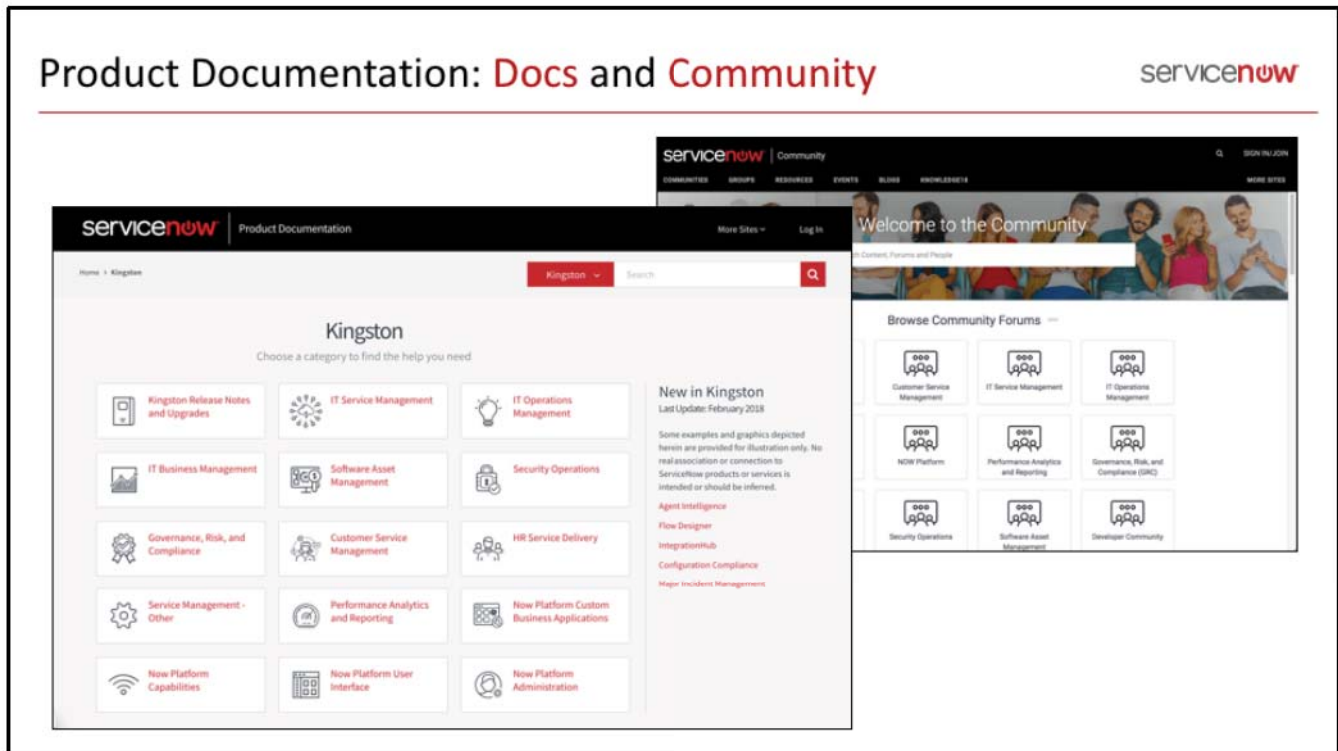 Product Documentation: Docs and Community
servicenow
servicenow Community
SIGN IN/JOIN
COMMUNITIES GROUPS RESOURCES EVENTS BLOGS KNOWLEDGE18 MORE SITES
Welcome to the Community
Content, Forums and People
Browse Community Forums
Customer Service
Management
IT Service Management
IT Operations
Management
NOW Platform
Performance Analytics
and Reporting
Governance, Risk, and
Compliance (GRC)
Security Operations
Software Asset
Management
Developer Community
servicenow Product Documentation
More Sites Log In
Home > Kingston
Kingston Search
Kingston
Choose a category to find the help you need
Kingston Release Notes
and Upgrades
IT Service Management
IT Operations
Management
IT Business Management
Software Asset
Management
Security Operations
Governance, Risk, and
Compliance
Customer Service
Management
HR Service Delivery
Service Management -
Other
Performance Analytics
and Reporting
Now Platform Custom
Business Applications
Now Platform
Capabilities
Now Platform User
Interface
Now Platform
Administration
New in Kingston
Last Update: February 2018
Some examples and graphics depicted
herein are provided for illustration only. No
real association or connection to
ServiceNow products or services is
intended or should be inferred.
Agent Intelligence
Flow Designer
IntegrationHub
Configuration Compliance
Major Incident Management